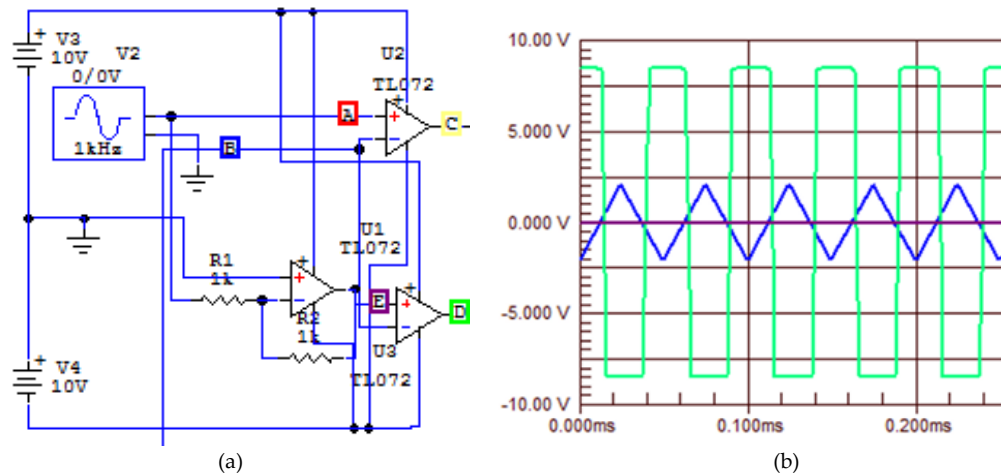 V3
10V
V2
0/0V
1kHz
U2
TL072
A
C
B
U1
TL072
R1
1k
E
D
R2
1k
U3
TL072
V4
10V
(a)
10.00 V
5.000 V
0.000 V
-5.000 V
-10.00 V
0.000ms
0.100ms
0.200ms
(b)